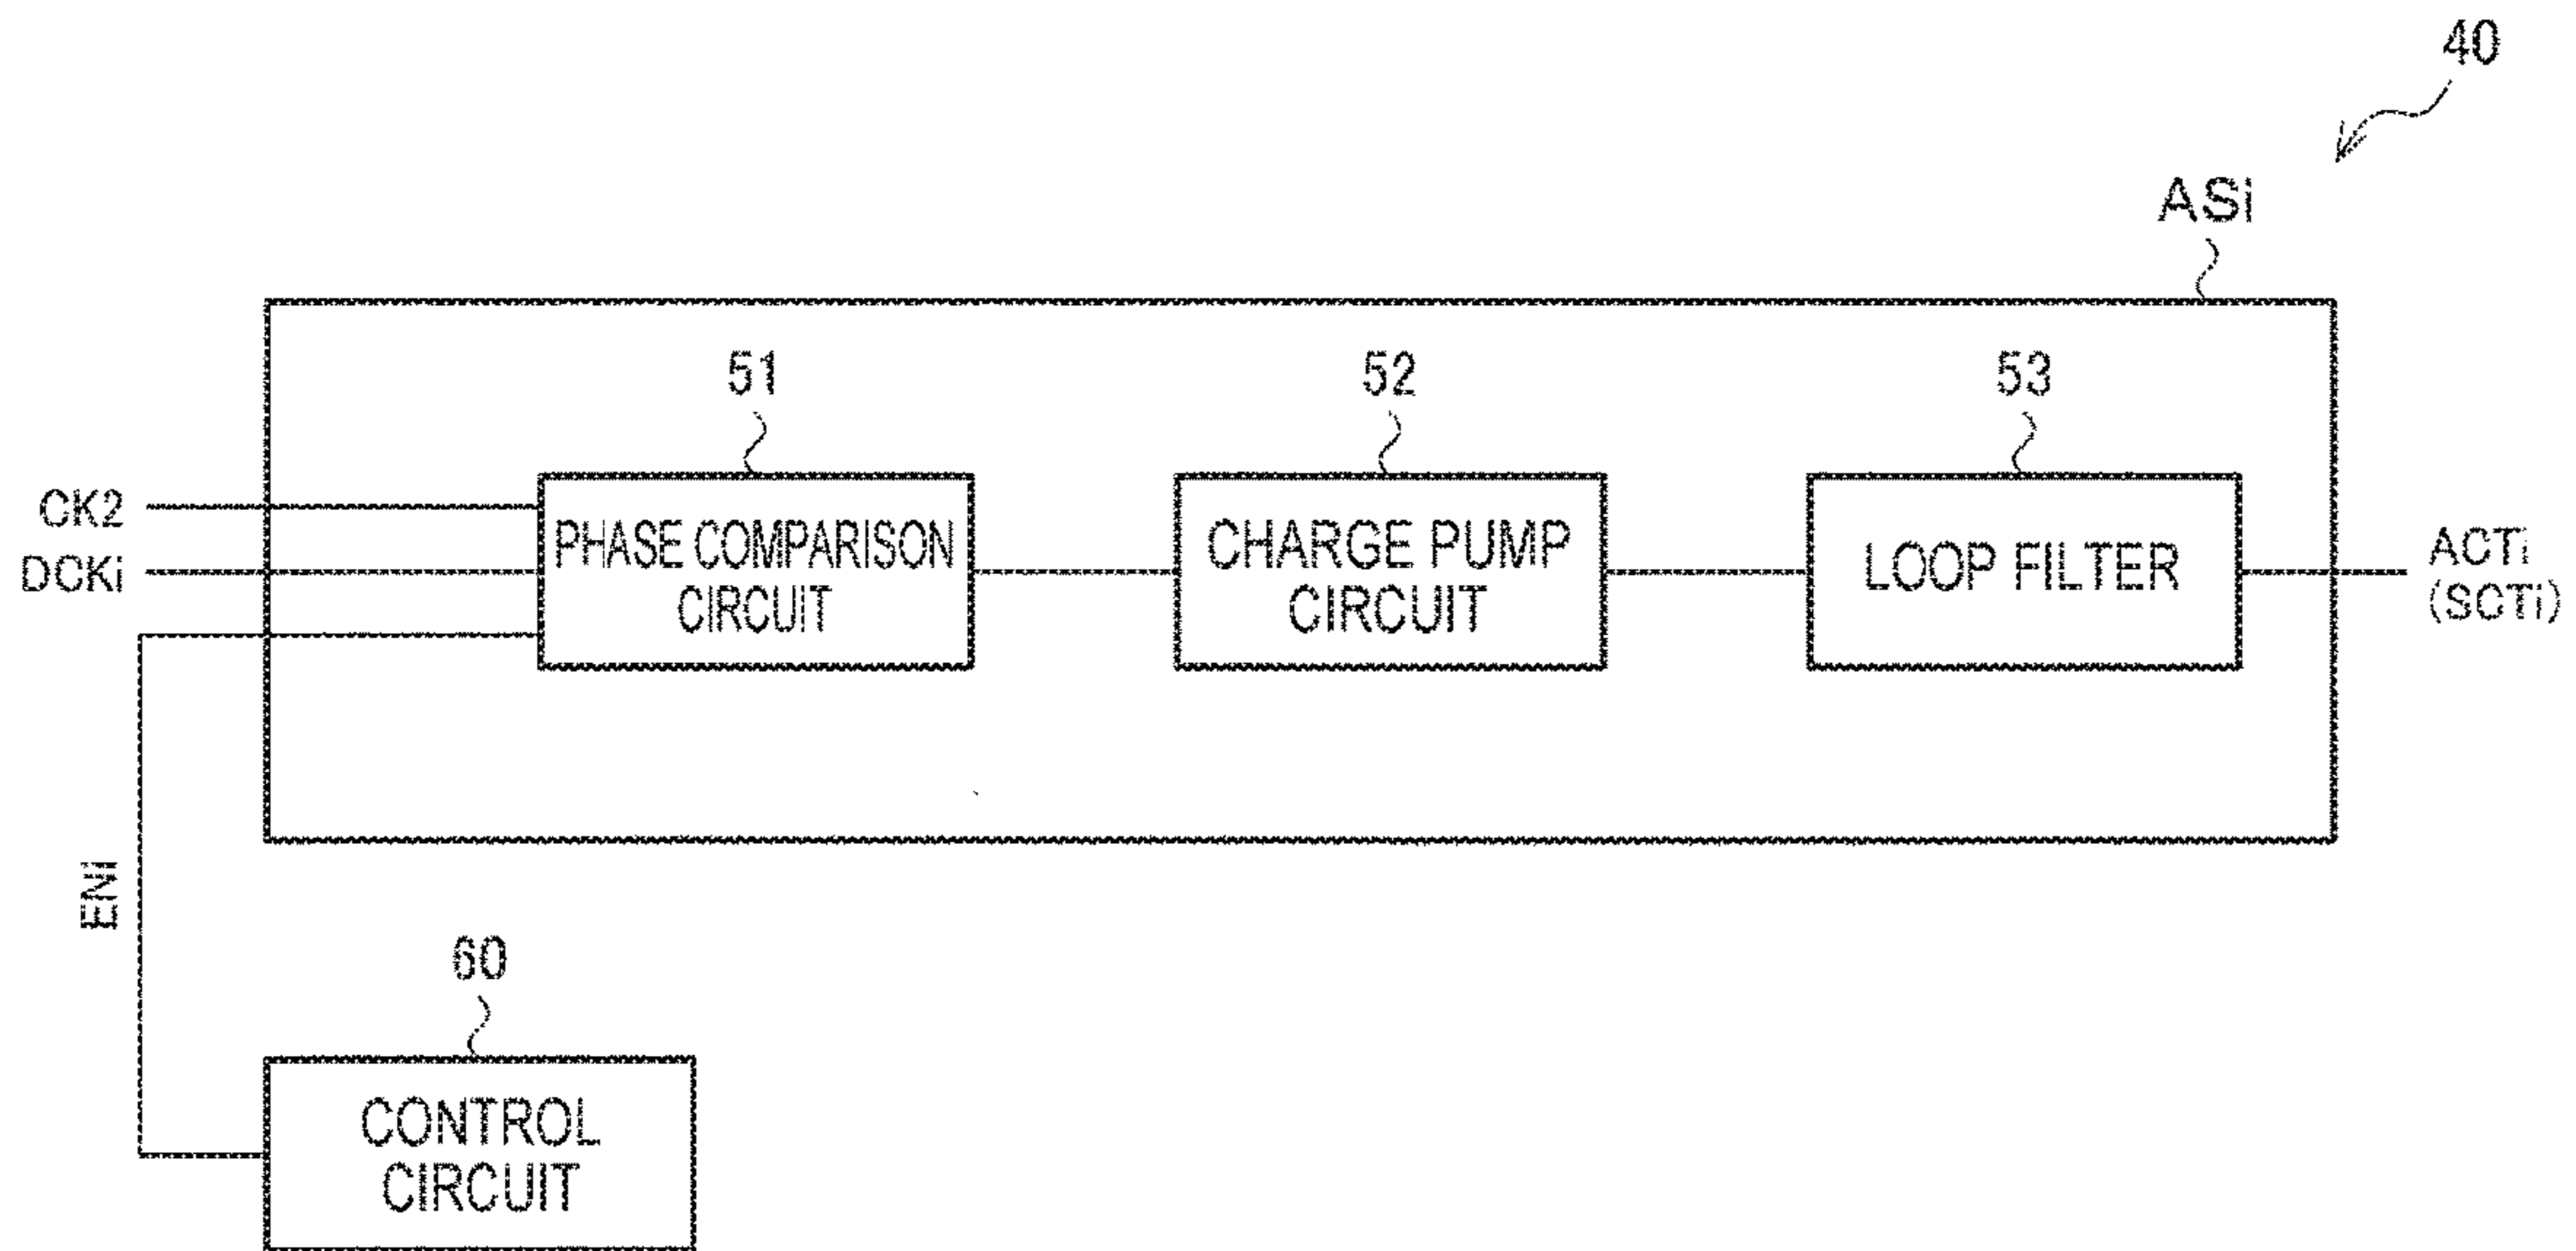 40
ASi
51
52
53
CK2
DCKi
PHASE COMPARISON
CIRCUIT
CHARGE PUMP
CIRCUIT
LOOP FILTER
ACTi
(SCTi)
ENi
60
CONTROL
CIRCUIT